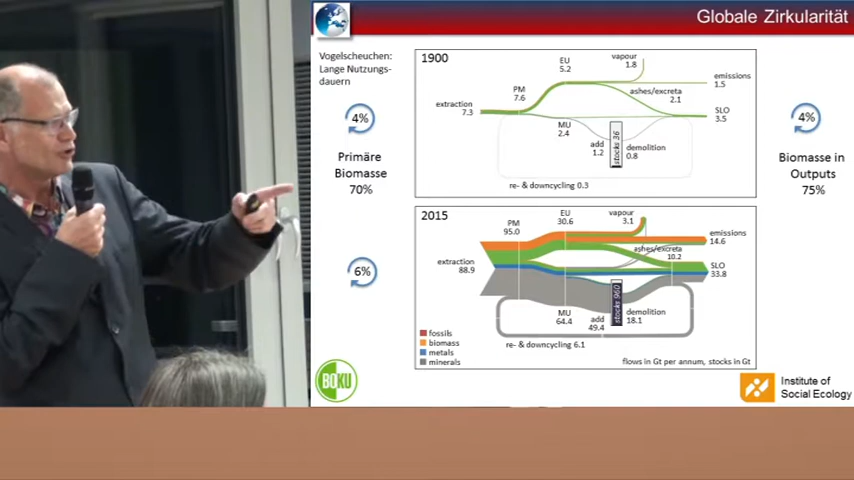 Globale Zirkularität
Vogelscheuchen:
Lange Nutzungs-
dauern
4%
Primäre
Biomasse
70%
6%
1900
extraction
7.3
PM
7.6
EU
5.2
vapour
1.8
emissions
1.5
ashes/excreta
2.1
SLO
3.5
MU
2.4
add
1.2
stocks 36
demolition
0.8
re- & downcycling 0.3
2015
extraction
88.9
PM
95.0
EU
30.6
vapour
3.1
emissions
14.6
ashes/excreta
10.2
SLO
33.8
MU
64.4
add
49.4
stocks 960
demolition
18.1
re- & downcycling 6.1
fossils
biomass
metals
minerals
flows in Gt per annum, stocks in Gt
4%
Biomasse in
Outputs
75%
BOKU
Institute of
Social Ecology